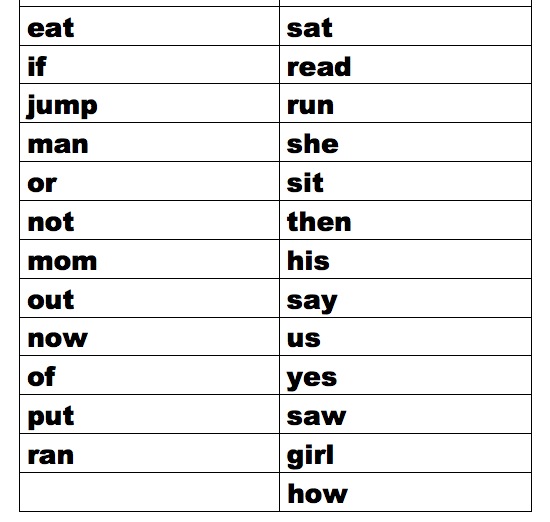 eat sat
if read
jump run
man she
or sit
not then
mom his
out say
now us
of yes
put saw
ran girl
how